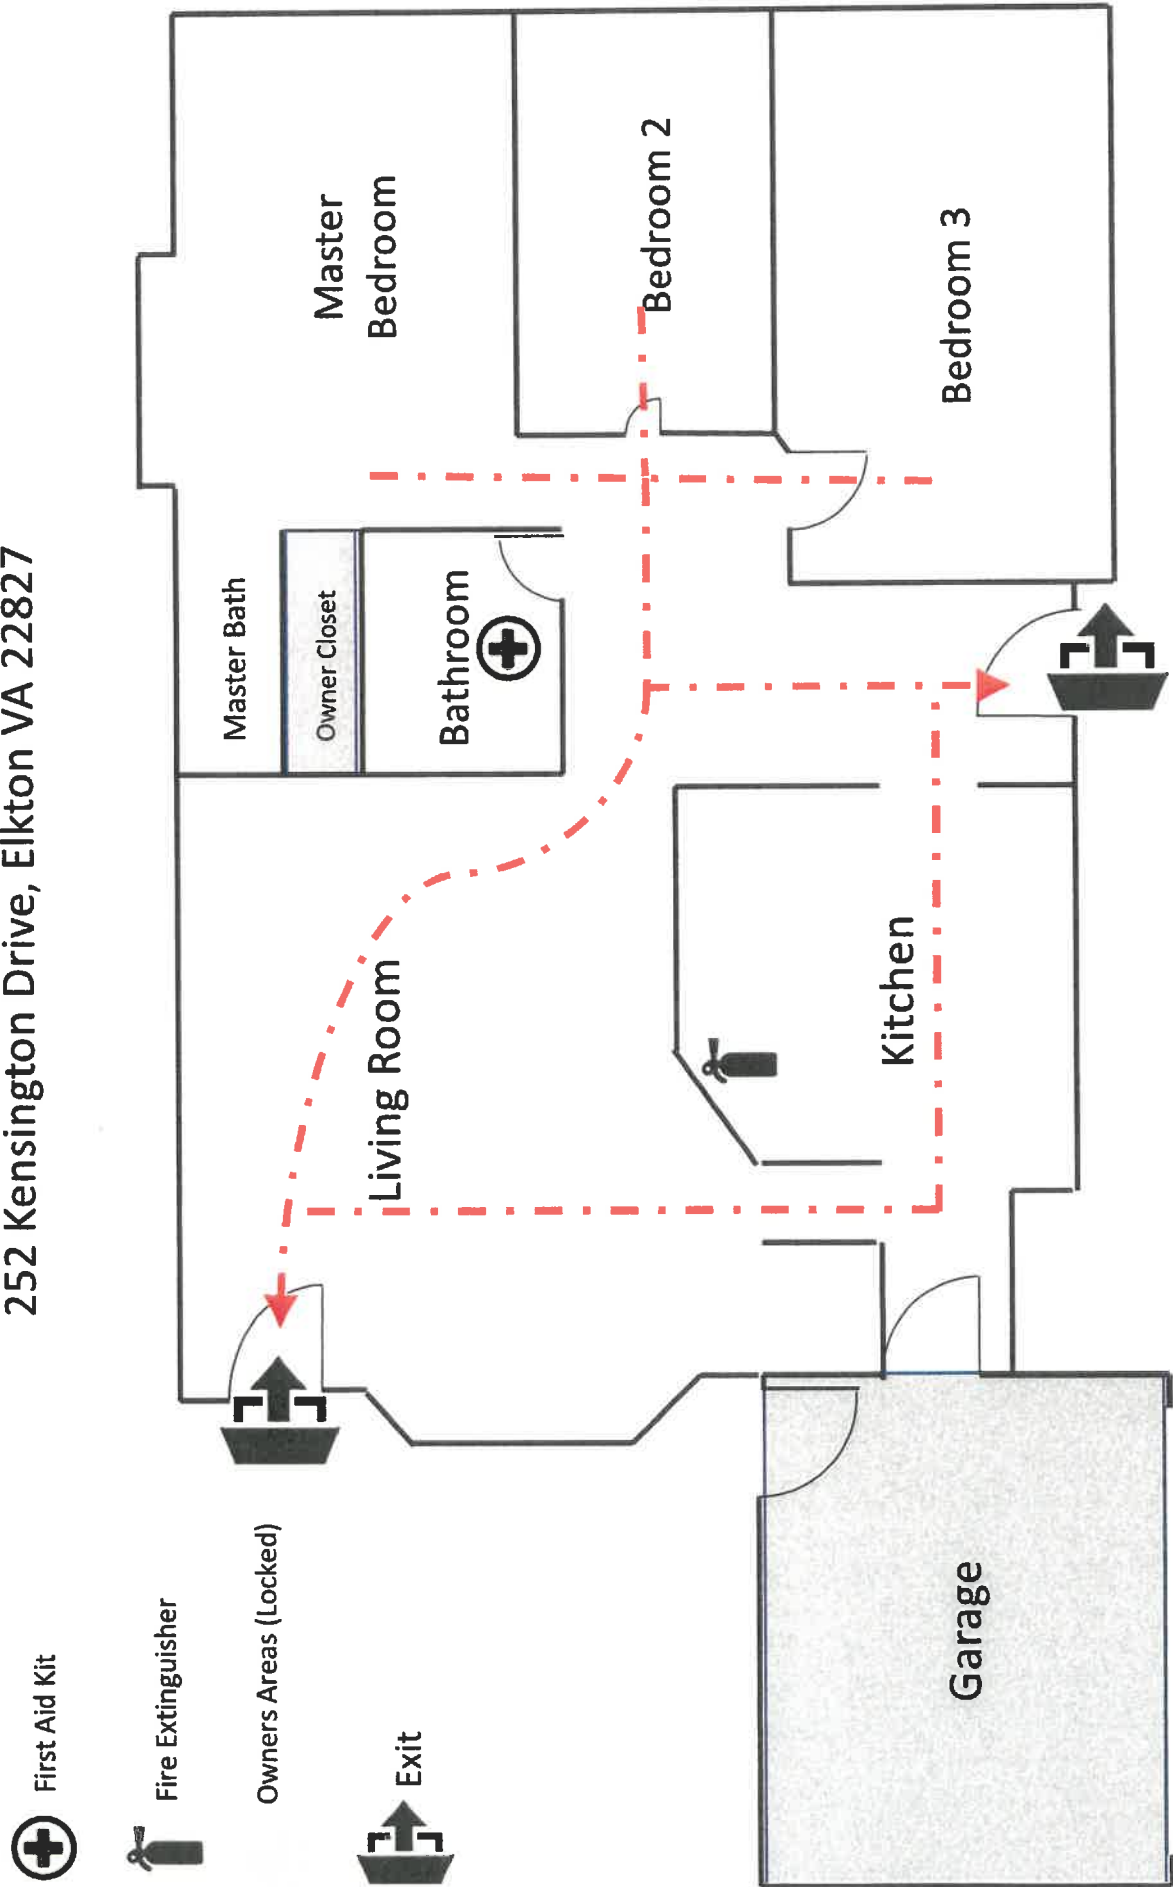 252 Kensington Drive, Elkton VA 22827
First Aid Kit
Fire Extinguisher
Owners Areas (Locked)
Exit
Master Bath
Owner Closet
Bathroom
Master
Bedroom
Bedroom 2
Bedroom 3
Living Room
Kitchen
Garage